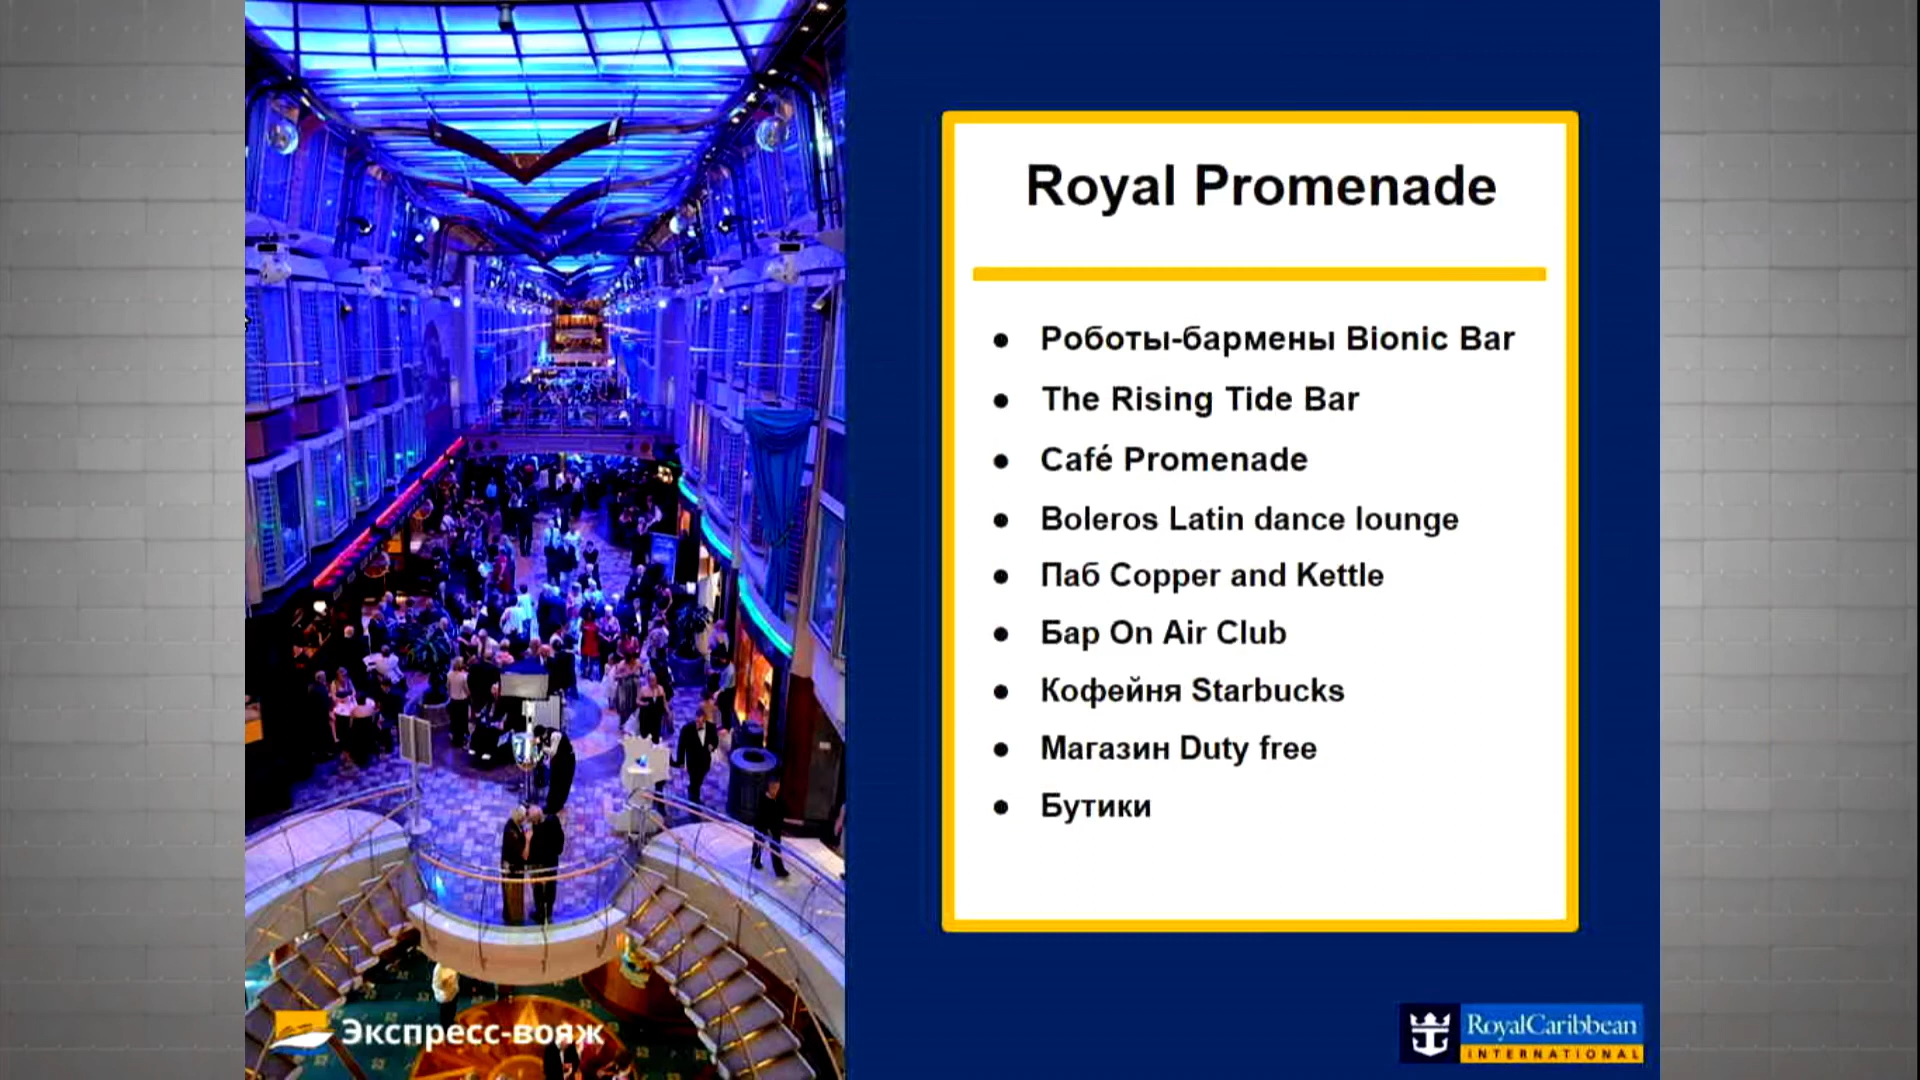 Royal Promenade
Роботы-бармены Bionic Bar
The Rising Tide Bar
Café Promenade
Boleros Latin dance lounge
Паб Copper and Kettle
Бар On Air Club
Кофейня Starbucks
Магазин Duty free
Бутики
Экспресс-вояж
RoyalCaribbean
INTERNATIONAL